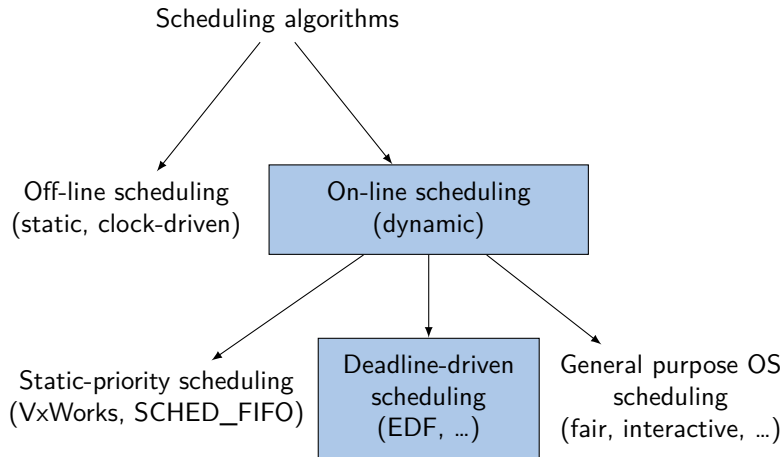 Scheduling algorithms
Off-line scheduling
(static, clock-driven)
On-line scheduling
(dynamic)
Static-priority scheduling
(VxWorks, SCHED_FIFO)
Deadline-driven
scheduling
(EDF, …)
General purpose OS
scheduling
(fair, interactive, …)